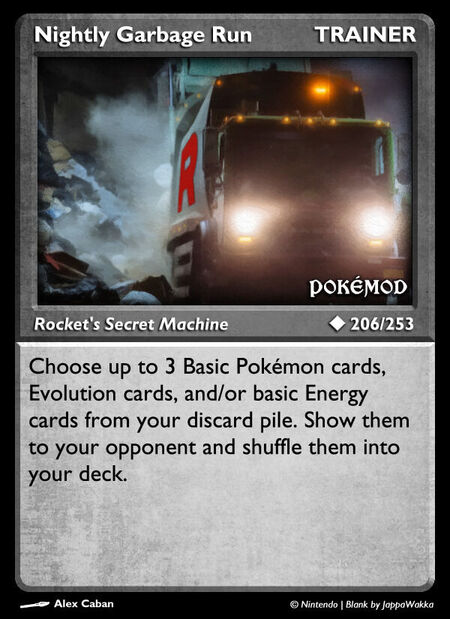 Nightly Garbage Run TRAINER
R
POKÉMOD
Rocket's Secret Machine ◆ 206/253
Choose up to 3 Basic Pokémon cards,
Evolution cards, and/or basic Energy
cards from your discard pile. Show them
to your opponent and shuffle them into
your deck.
Alex Caban © Nintendo | Blank by JappaWakka